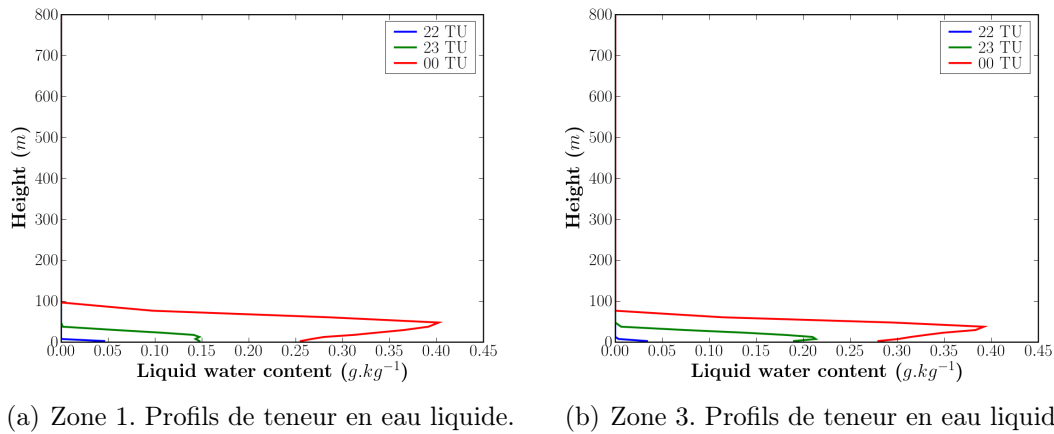 800
700
600
500
400
300
200
100
0
0.00 0.05 0.10 0.15 0.20 0.25 0.30 0.35 0.40 0.45
Height (m)
Liquid water content (g.kg⁻¹)
22 TU
23 TU
00 TU
(a) Zone 1. Profils de teneur en eau liquide.
800
700
600
500
400
300
200
100
0
0.00 0.05 0.10 0.15 0.20 0.25 0.30 0.35 0.40 0.45
Height (m)
Liquid water content (g.kg⁻¹)
22 TU
23 TU
00 TU
(b) Zone 3. Profils de teneur en eau liquid